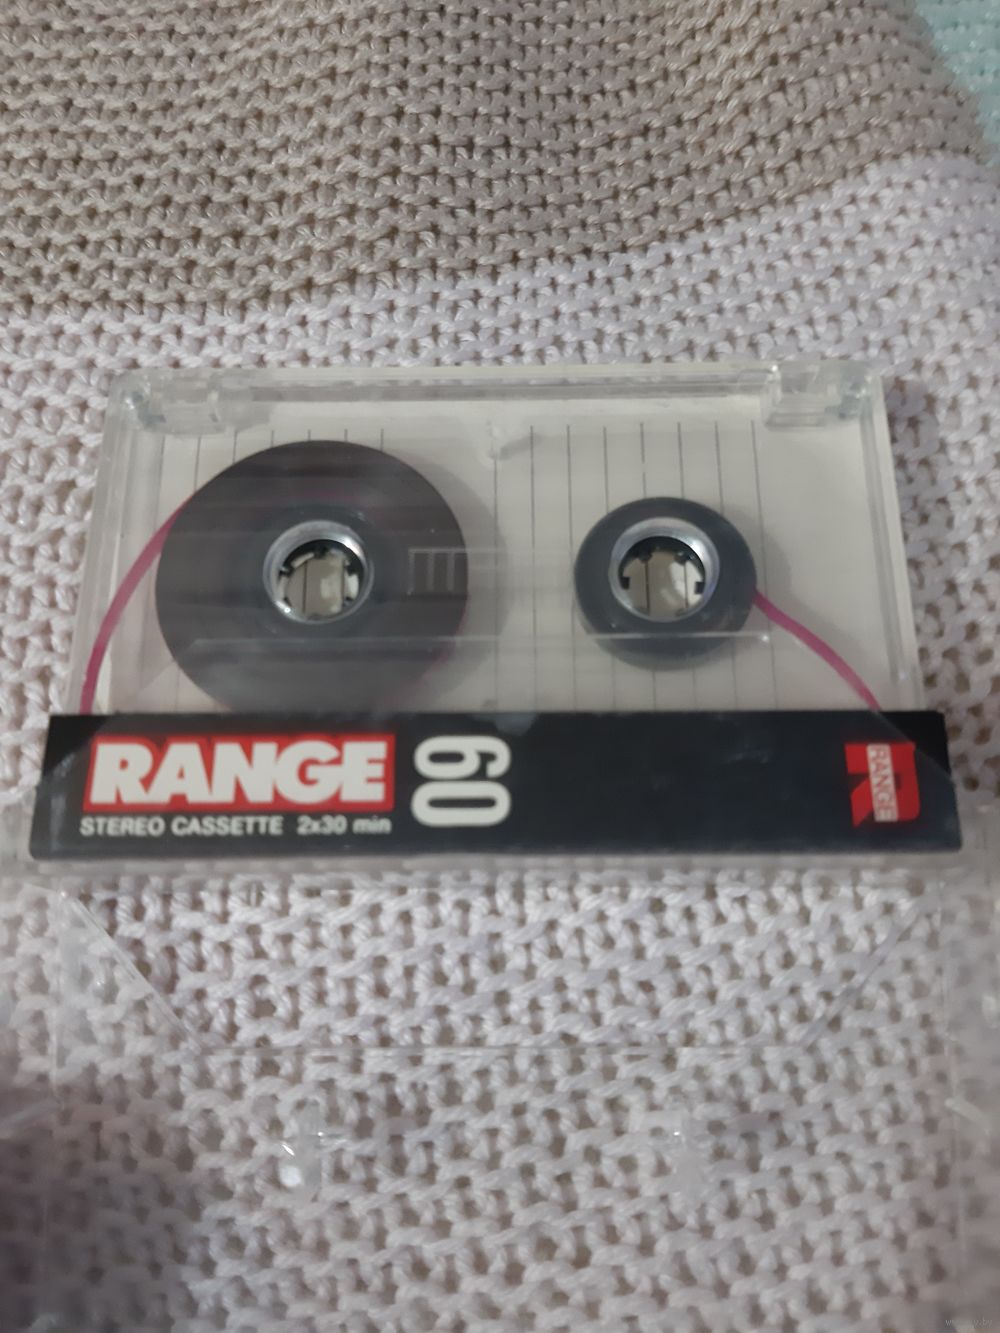 RANGE
60
STEREO CASSETTE 2x30 min
R
RANGE